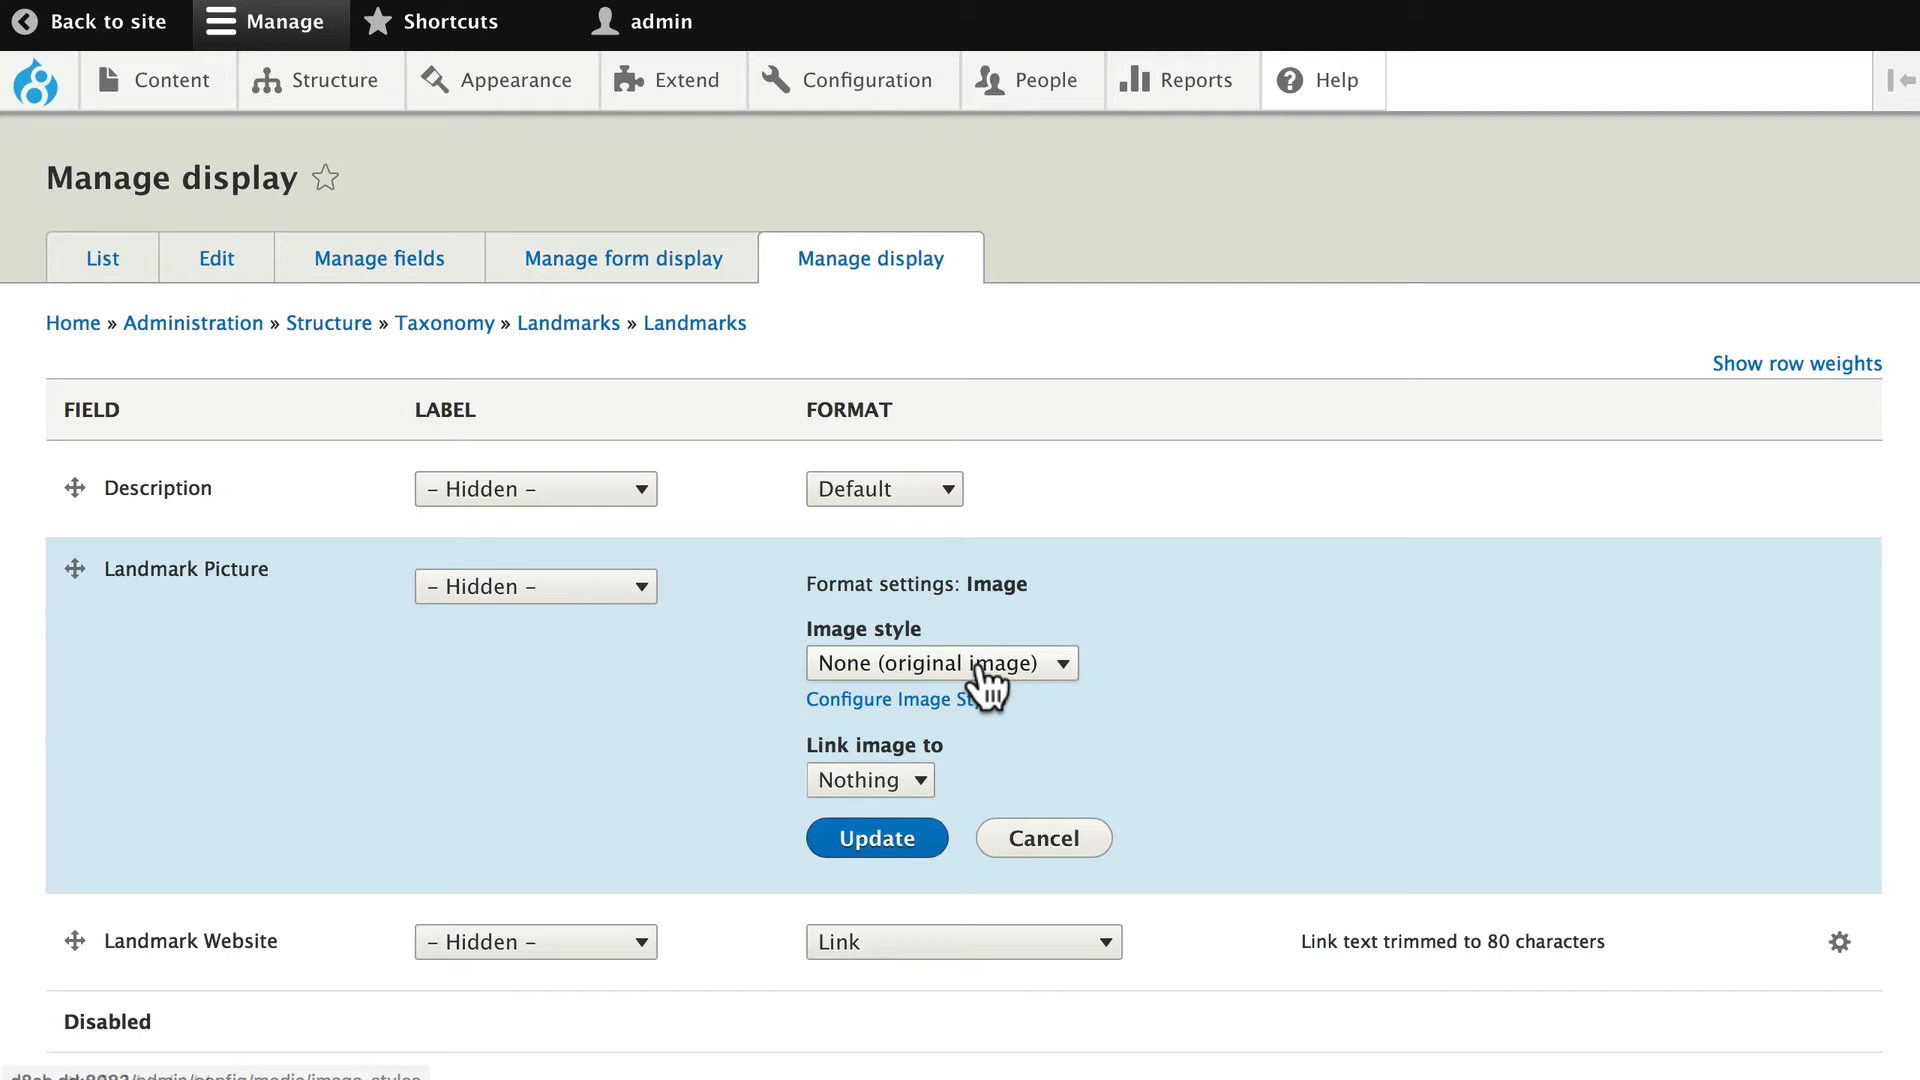 Back to site Manage Shortcuts admin
Content Structure Appearance Extend Configuration People Reports Help
Manage display
List Edit Manage fields Manage form display Manage display
Home » Administration » Structure » Taxonomy » Landmarks » Landmarks
Show row weights
FIELD LABEL FORMAT
Description - Hidden - Default
Landmark Picture - Hidden - Format settings: Image
Image style
None (original image)
Configure Image
Link image to
Nothing
Update Cancel
Landmark Website - Hidden - Link Link text trimmed to 80 characters
Disabled